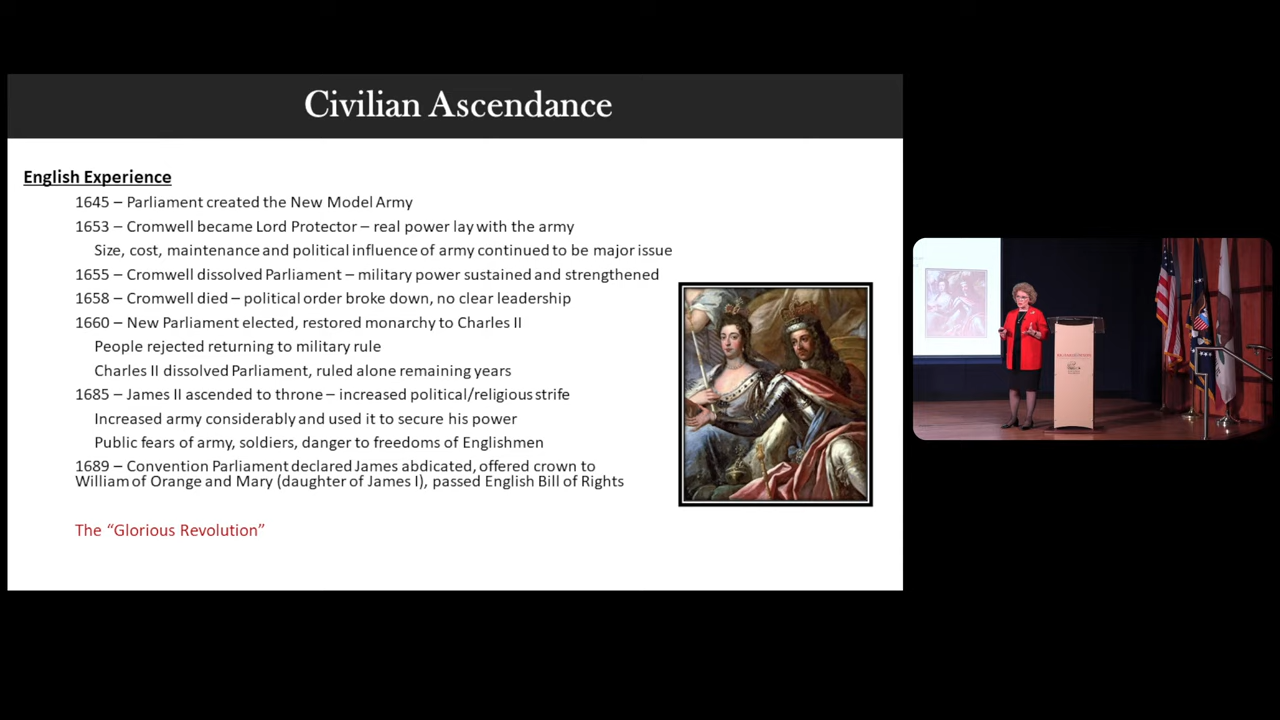 Civilian Ascendance
English Experience
1645 – Parliament created the New Model Army
1653 – Cromwell became Lord Protector – real power lay with the army
Size, cost, maintenance and political influence of army continued to be major issue
1655 – Cromwell dissolved Parliament – military power sustained and strengthened
1658 – Cromwell died – political order broke down, no clear leadership
1660 – New Parliament elected, restored monarchy to Charles II
People rejected returning to military rule
Charles II dissolved Parliament, ruled alone remaining years
1685 – James II ascended to throne – increased political/religious strife
Increased army considerably and used it to secure his power
Public fears of army, soldiers, danger to freedoms of Englishmen
1689 – Convention Parliament declared James abdicated, offered crown to
William of Orange and Mary (daughter of James I), passed English Bill of Rights
The “Glorious Revolution”